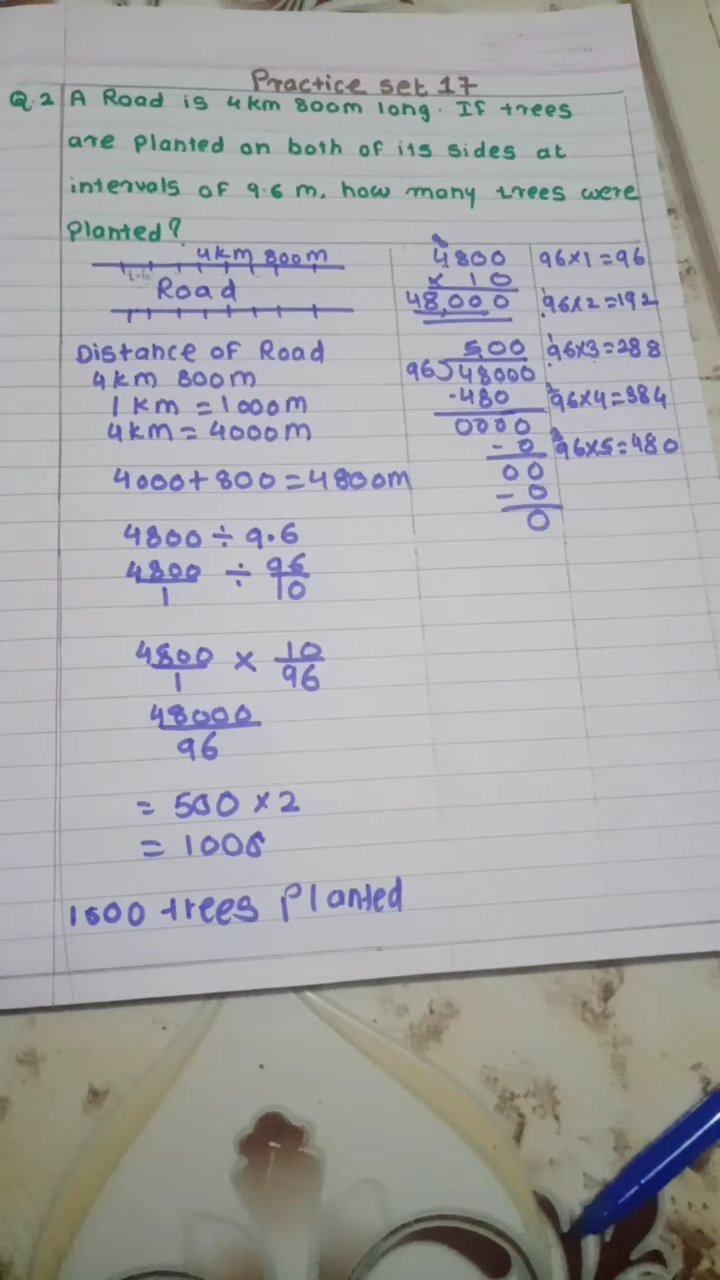 Practice set 17
Q.2 A Road is 4km 800m long. If trees
are planted on both of its sides at
intervals of 9.6 m, how many trees were
planted?
4km 800m
Road
Distance of Road
4km 800m
1 km = 1000m
4km = 4000m
4000 + 800 = 4800m
4800 ÷ 9.6
4800/1 ÷ 96/10
4800/1 × 10/96
48000/96
= 500 × 2
= 1000
1000 trees Planted
4800
× 10
48,000
500
96)48000
-480
0000
- 0
00
- 0
0
96×1=96
96×2=192
96×3=288
96×4=384
96×5=480